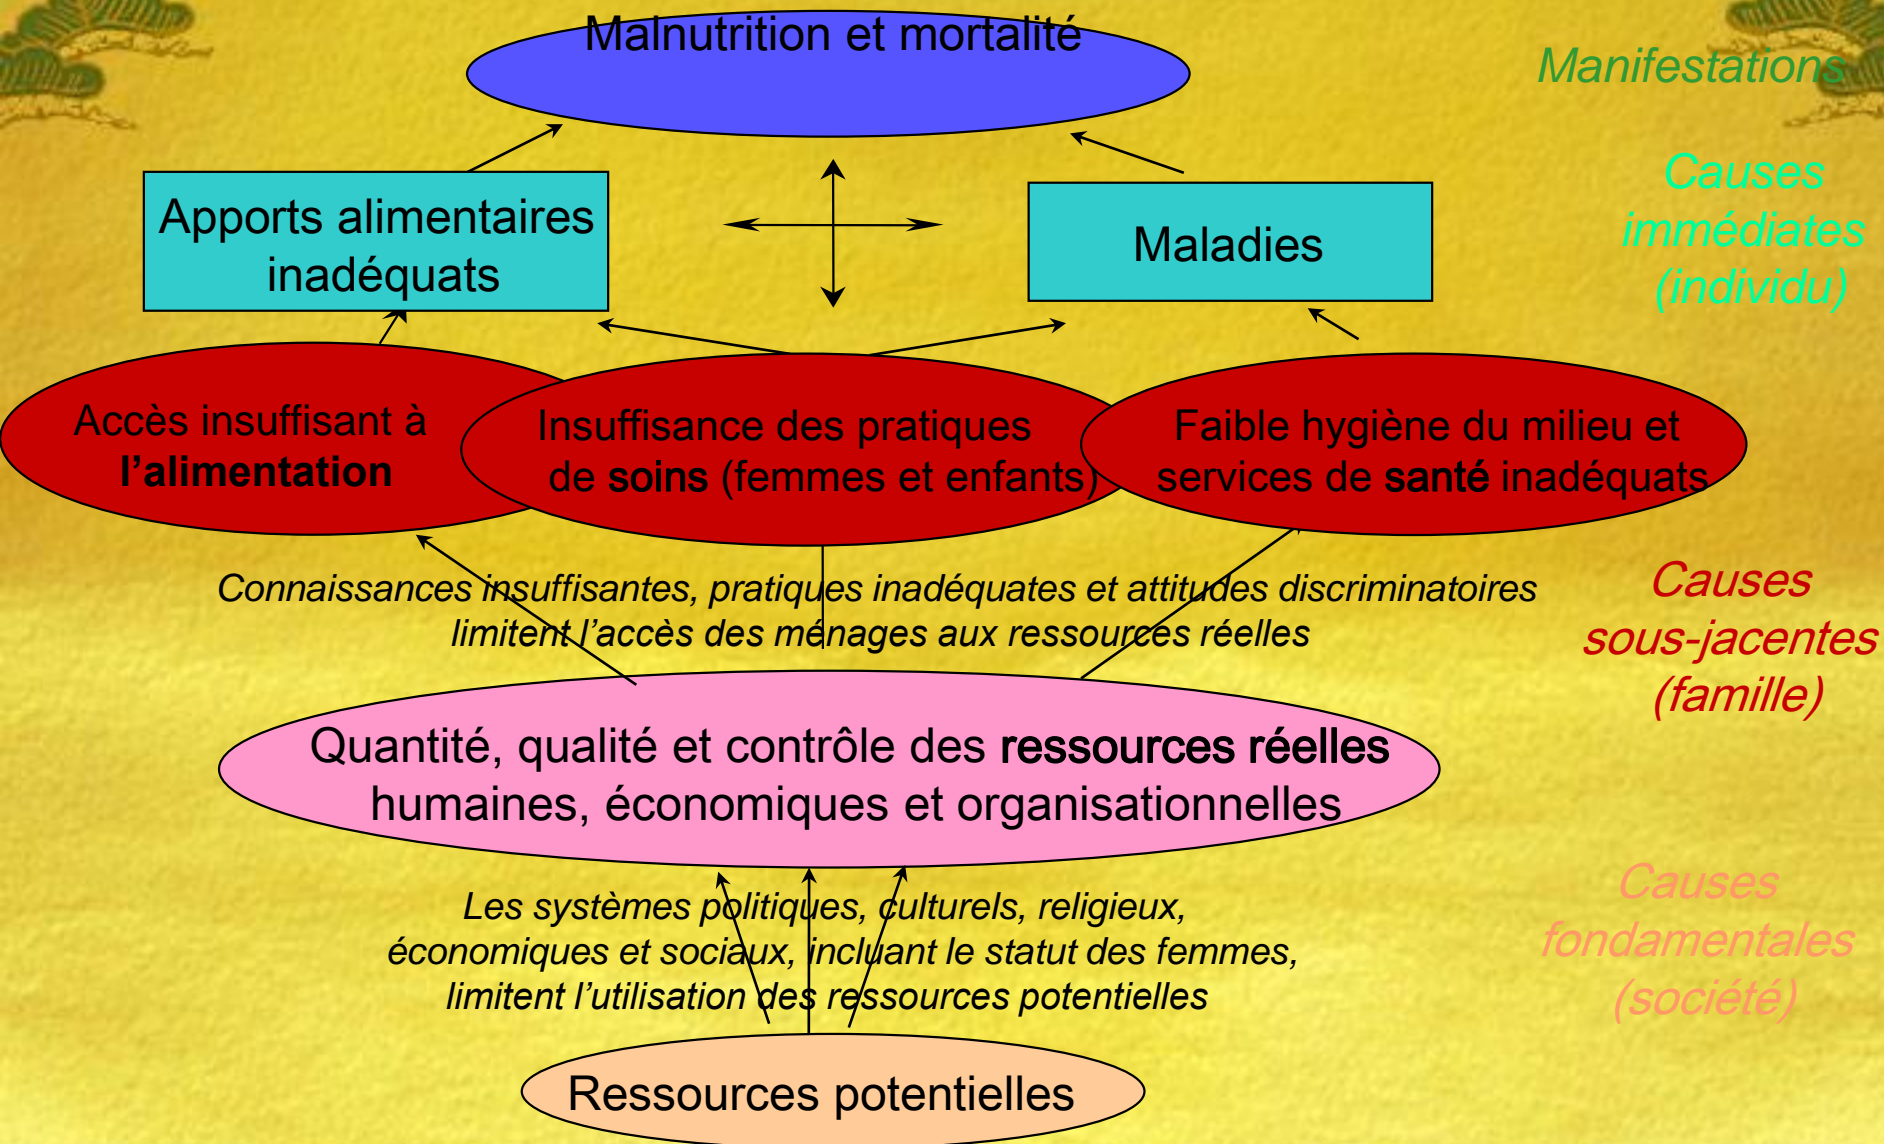 Malnutrition et mortalité
Manifestations
Causes
immédiates
(individu)
Apports alimentaires
inadéquats
Maladies
Accès insuffisant à
l’alimentation
Insuffisance des pratiques
de soins (femmes et enfants)
Faible hygiène du milieu et
services de santé inadéquats
Connaissances insuffisantes, pratiques inadéquates et attitudes discriminatoires
limitent l’accès des ménages aux ressources réelles
Causes
sous-jacentes
(famille)
Quantité, qualité et contrôle des ressources réelles
humaines, économiques et organisationnelles
Les systèmes politiques, culturels, religieux,
économiques et sociaux, incluant le statut des femmes,
limitent l’utilisation des ressources potentielles
Causes
fondamentales
(société)
Ressources potentielles